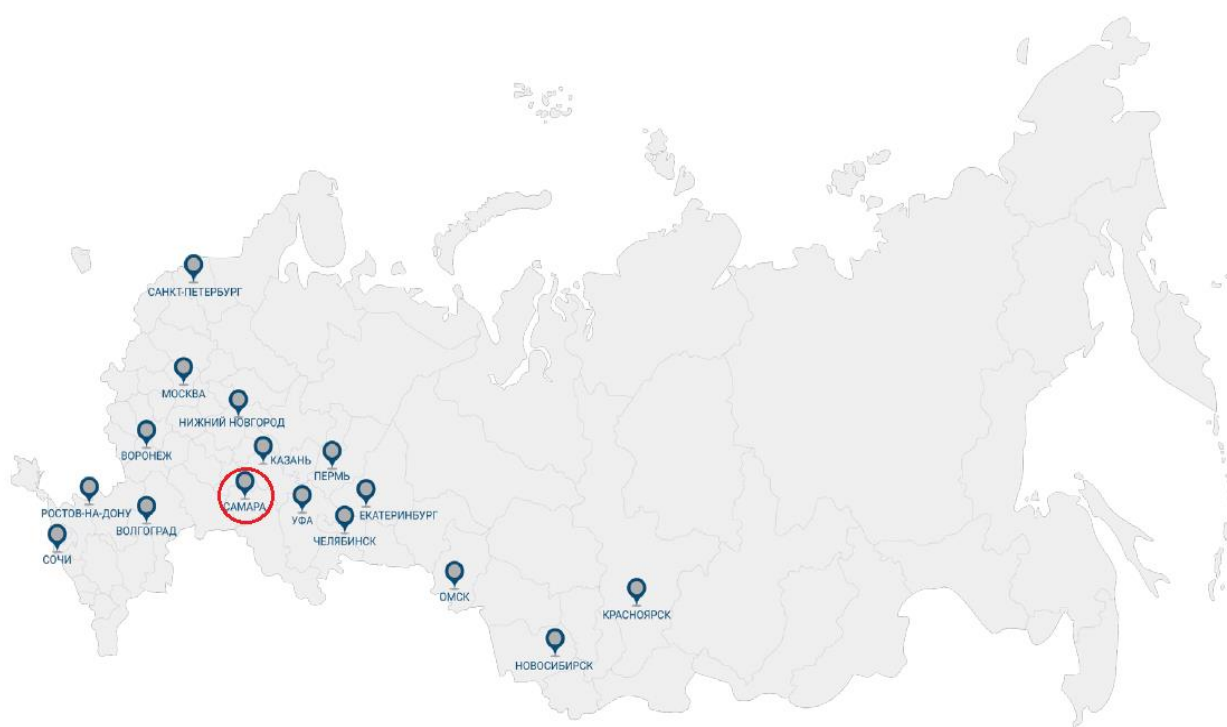 САНКТ-ПЕТЕРБУРГ
МОСКВА
НИЖНИЙ НОВГОРОД
ВОРОНЕЖ
КАЗАНЬ
ПЕРМЬ
РОСТОВ-НА-ДОНУ
САМАРА
УФА
ЕКАТЕРИНБУРГ
ВОЛГОГРАД
ЧЕЛЯБИНСК
СОЧИ
ОМСК
КРАСНОЯРСК
НОВОСИБИРСК